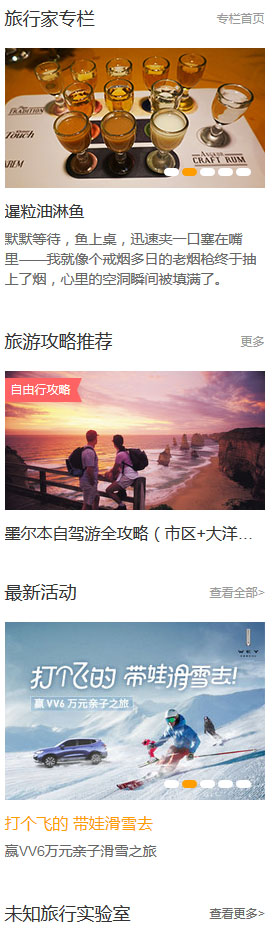 旅行家专栏
专栏首页
TRADITION
Touch
AREM
ANGKOR
CRAFT RUM
暹粒油淋鱼
默默等待，鱼上桌，迅速夹一口塞在嘴
里——我就像个戒烟多日的老烟枪终于抽
上了烟，心里的空洞瞬间被填满了。
旅游攻略推荐
更多
自由行攻略
墨尔本自驾游全攻略（市区+大洋...
最新活动
查看全部>
WEY
打个飞的 带娃滑雪去!
赢 VV6 万元亲子之旅
打个飞的 带娃滑雪去
赢VV6万元亲子滑雪之旅
未知旅行实验室
查看更多>